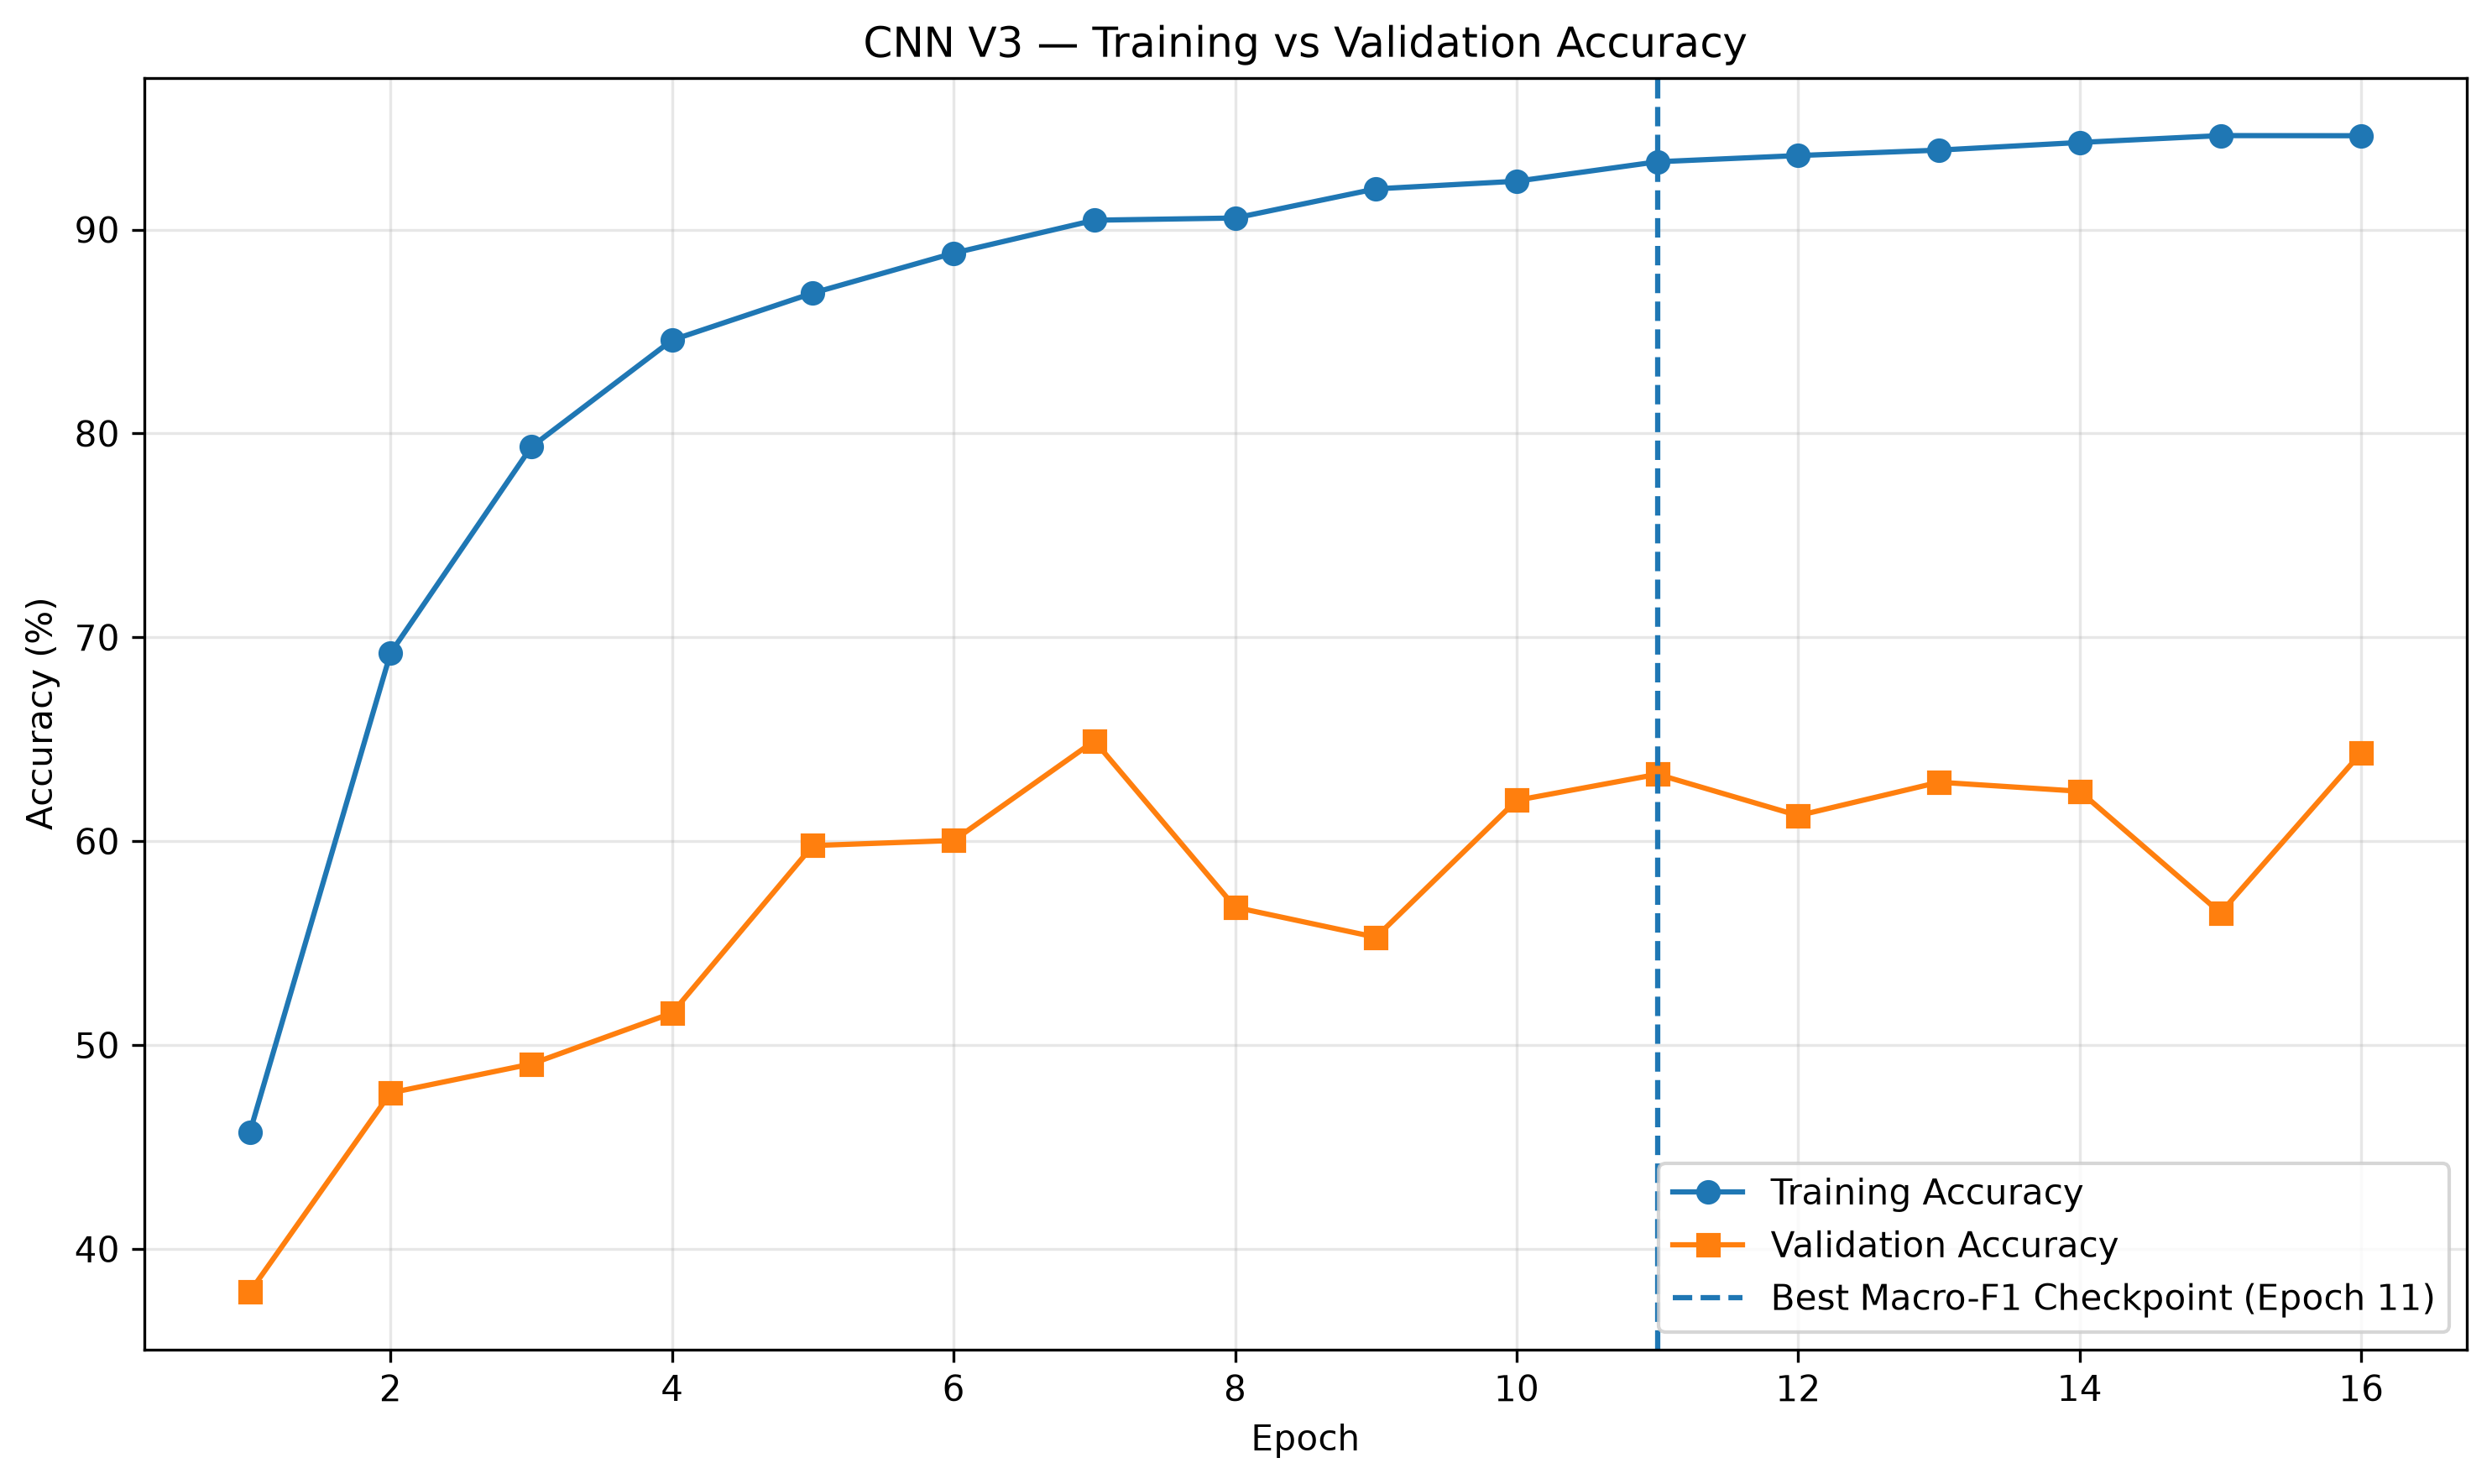 CNN V3 — Training vs Validation Accuracy
Accuracy (%)
90
80
70
60
50
40
2 4 6 8 10 12 14 16
Epoch
Training Accuracy
Validation Accuracy
Best Macro-F1 Checkpoint (Epoch 11)